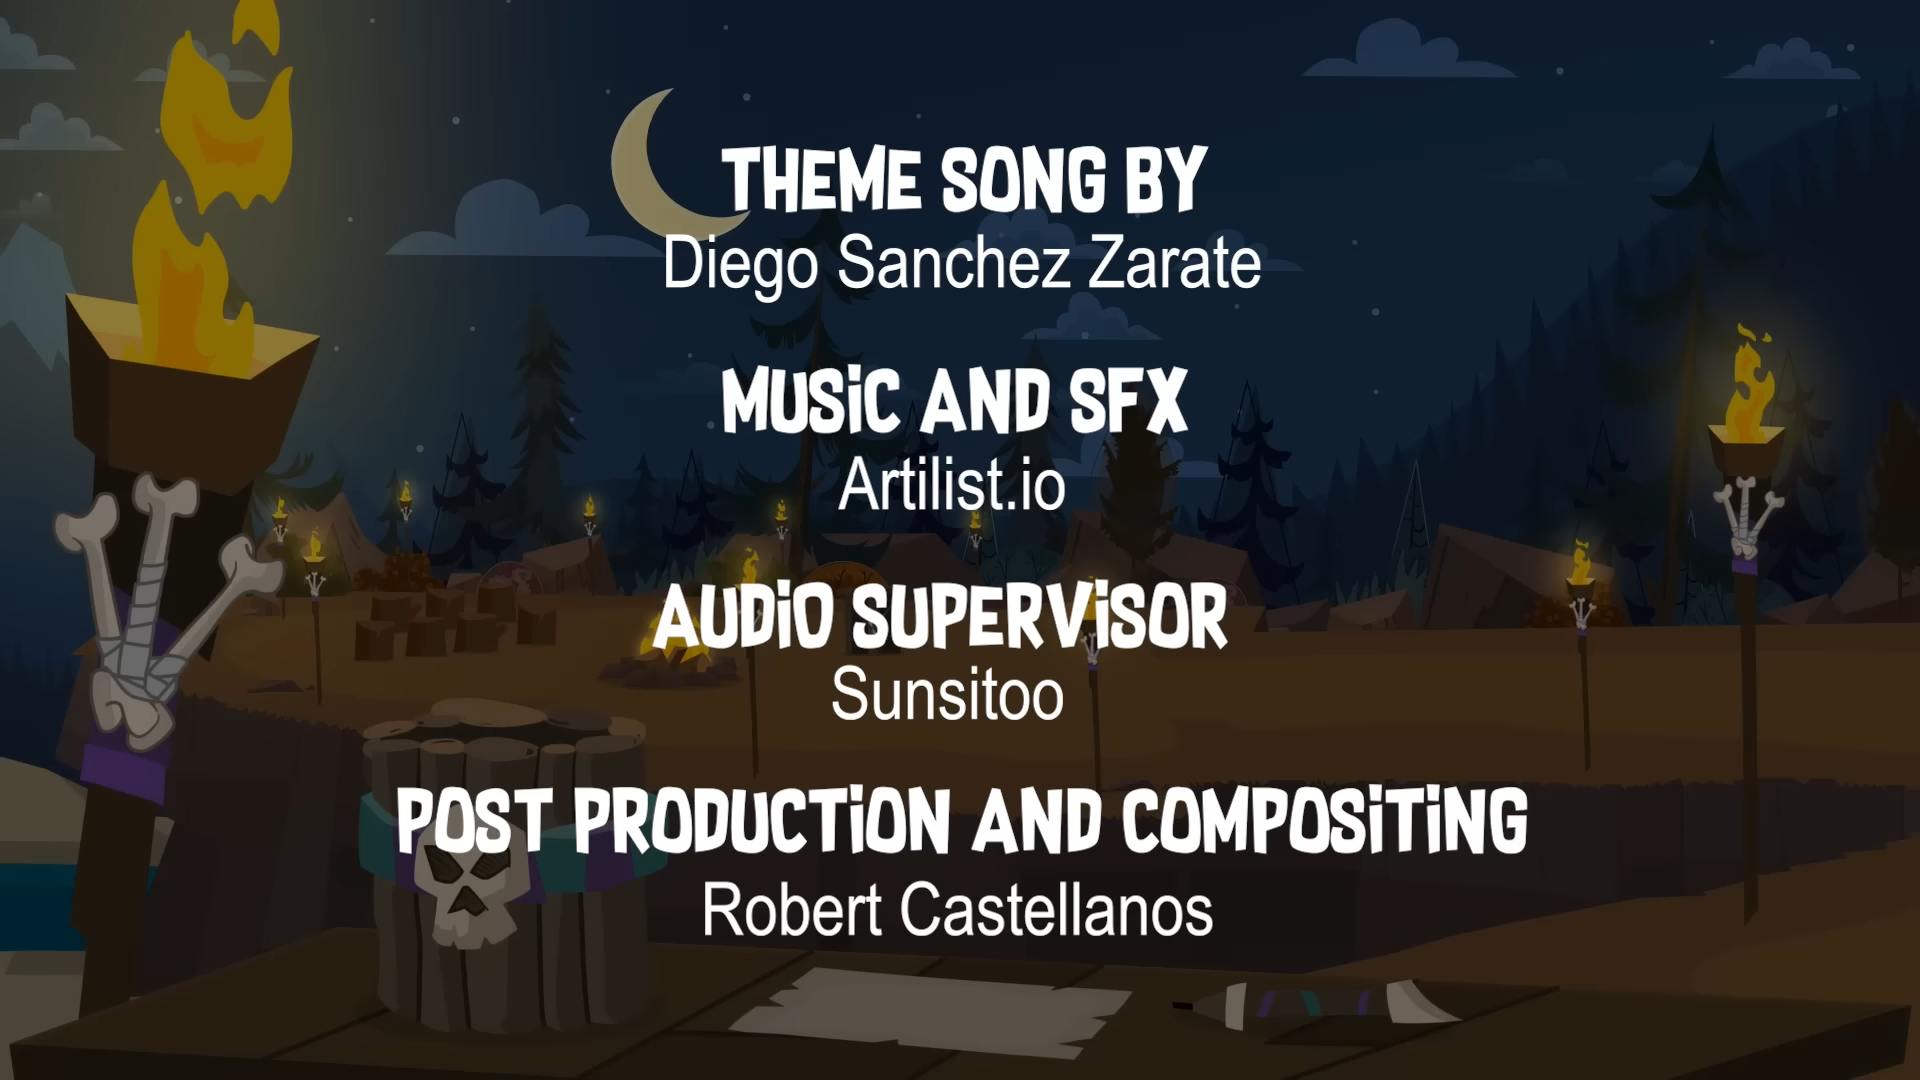 THEME SONG BY
Diego Sanchez Zarate
MUSiC AND SFX
Artilist.io
AUDiO SUPERViSOR
Sunsitoo
POST PRODUCTiON AND COMPOSiTiNG
Robert Castellanos